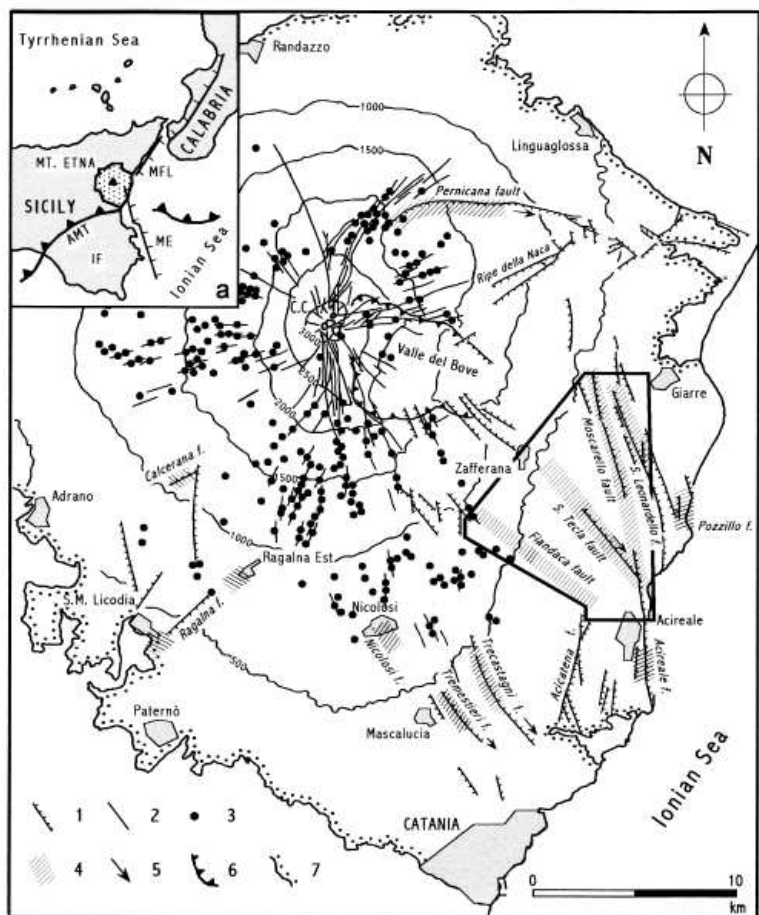 Tyrrhenian Sea
CALABRIA
MT. ETNA
MFL
SICILY
AMT
ME
IF
Ionian Sea
a
Randazzo
1000
1500
Linguaglossa
N
Pernicana fault
Ripe della Naca
C.C.
3000
Valle del Bove
2500
2000
Giarre
Moscarello fault
S. Leonardello f.
Zafferana
Calcerana f.
1500
Adrano
S. Tecla fault
Pozzillo f.
Fiandaca fault
1000
Ragalna Est.
S.M. Licodia
Ragalna f.
Nicolosi
Acireale
Nicolosi f.
500
Trecastagni f.
Acicatena f.
Acireale f.
Tremestieri f.
Paternò
Mascalucia
Ionian Sea
1 2 3
CATANIA
4 5 6 7
0 10
km